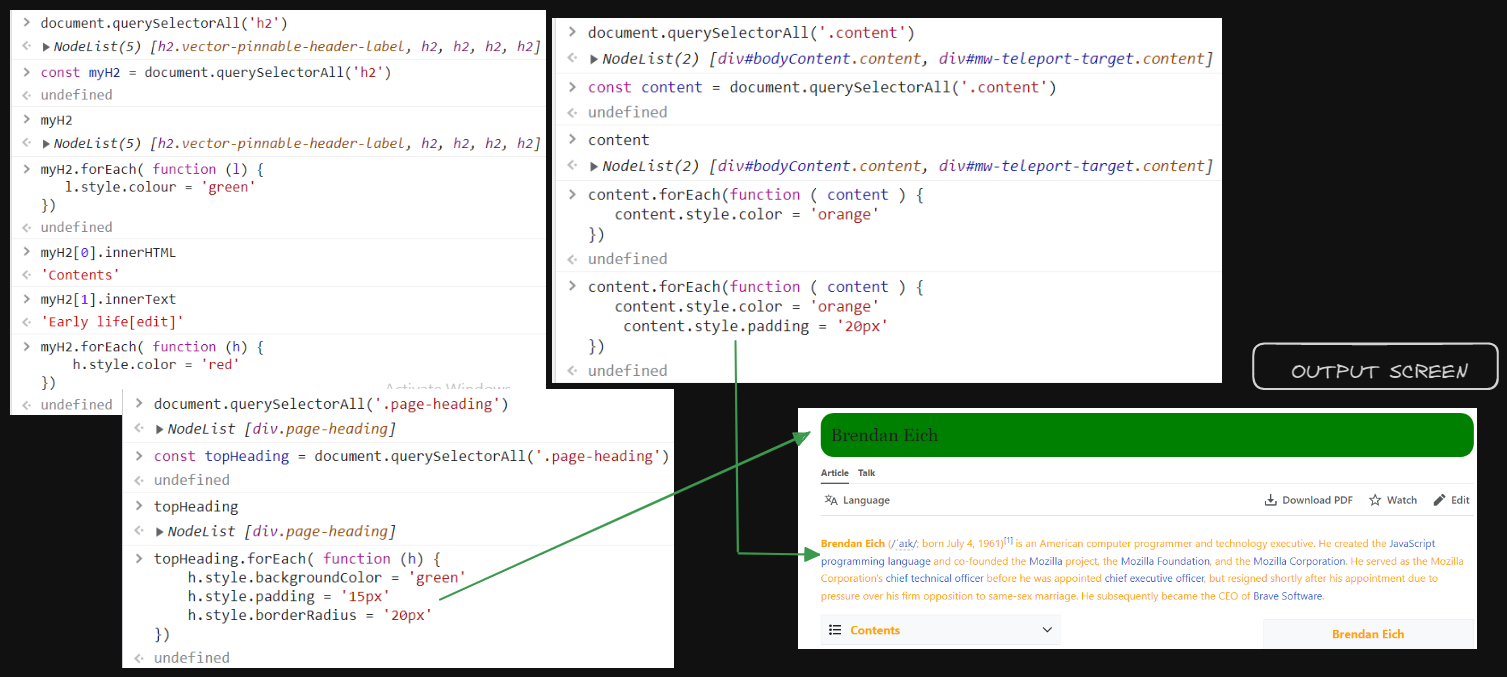 > document.querySelectorAll('h2')
<· ▶NodeList(5) [h2.vector-pinnable-header-label, h2, h2, h2, h2]
> const myH2 = document.querySelectorAll('h2')
<· undefined
> myH2
<· ▶NodeList(5) [h2.vector-pinnable-header-label, h2, h2, h2, h2]
> myH2.forEach( function (l) {
l.style.colour = 'green'
})
<· undefined
> myH2[0].innerHTML
<· 'Contents'
> myH2[1].innerText
<· 'Early life[edit]'
> myH2.forEach( function (h) {
h.style.color = 'red'
})
Activate Windows
<· undefined
> document.querySelectorAll('.page-heading')
<· ▶NodeList [div.page-heading]
> const topHeading = document.querySelectorAll('.page-heading')
<· undefined
> topHeading
<· ▶NodeList [div.page-heading]
> topHeading.forEach( function (h) {
h.style.backgroundColor = 'green'
h.style.padding = '15px'
h.style.borderRadius = '20px'
})
<· undefined
> document.querySelectorAll('.content')
<· ▶NodeList(2) [div#bodyContent.content, div#mw-teleport-target.content]
> const content = document.querySelectorAll('.content')
<· undefined
> content
<· ▶NodeList(2) [div#bodyContent.content, div#mw-teleport-target.content]
> content.forEach(function ( content ) {
content.style.color = 'orange'
})
<· undefined
> content.forEach(function ( content ) {
content.style.color = 'orange'
content.style.padding = '20px'
})
<· undefined
OUTPUT SCREEN
Brendan Eich
Article Talk
Language Download PDF Watch Edit
Brendan Eich (/ˈaɪk/; born July 4, 1961)[1] is an American computer programmer and technology executive. He created the JavaScript
programming language and co-founded the Mozilla project, the Mozilla Foundation, and the Mozilla Corporation. He served as the Mozilla
Corporation's chief technical officer before he was appointed chief executive officer, but resigned shortly after his appointment due to
pressure over his firm opposition to same-sex marriage. He subsequently became the CEO of Brave Software.
Contents
Brendan Eich